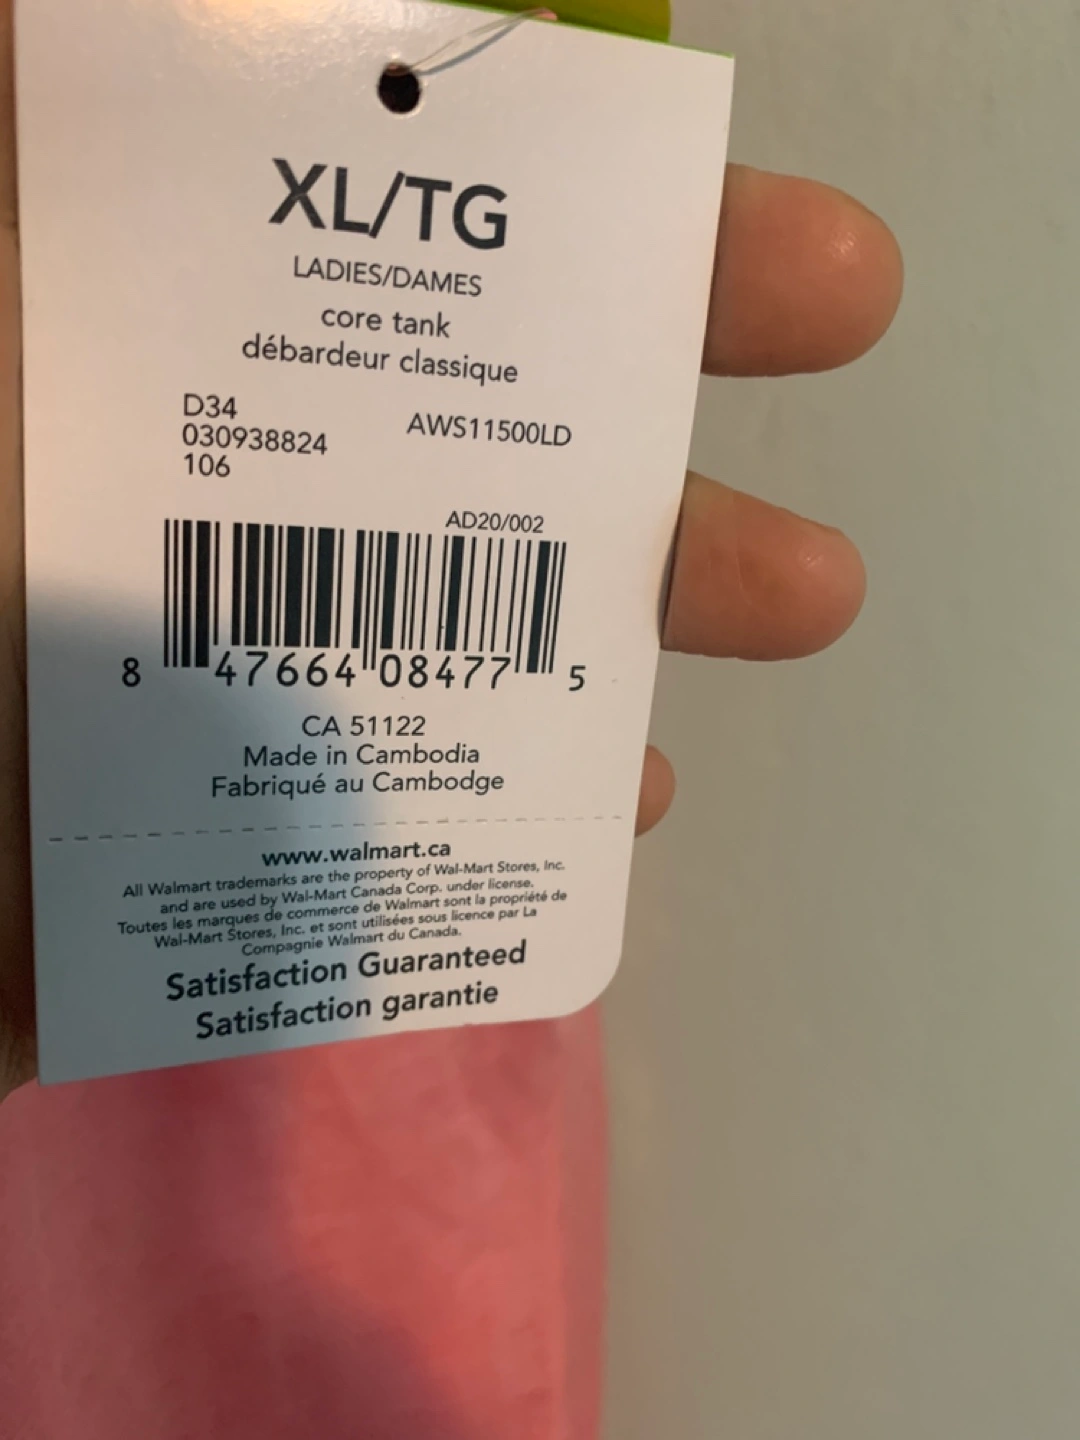 XL/TG
LADIES/DAMES
core tank
débardeur classique
D34
030938824
106
AWS11500LD
AD20/002
8 47664 08477 5
CA 51122
Made in Cambodia
Fabriqué au Cambodge
www.walmart.ca
All Walmart trademarks are the property of Wal-Mart Stores, Inc.
and are used by Wal-Mart Canada Corp. under license.
Toutes les marques de commerce de Walmart sont la propriété de
Wal-Mart Stores, Inc. et sont utilisées sous licence par La
Compagnie Walmart du Canada.
Satisfaction Guaranteed
Satisfaction garantie